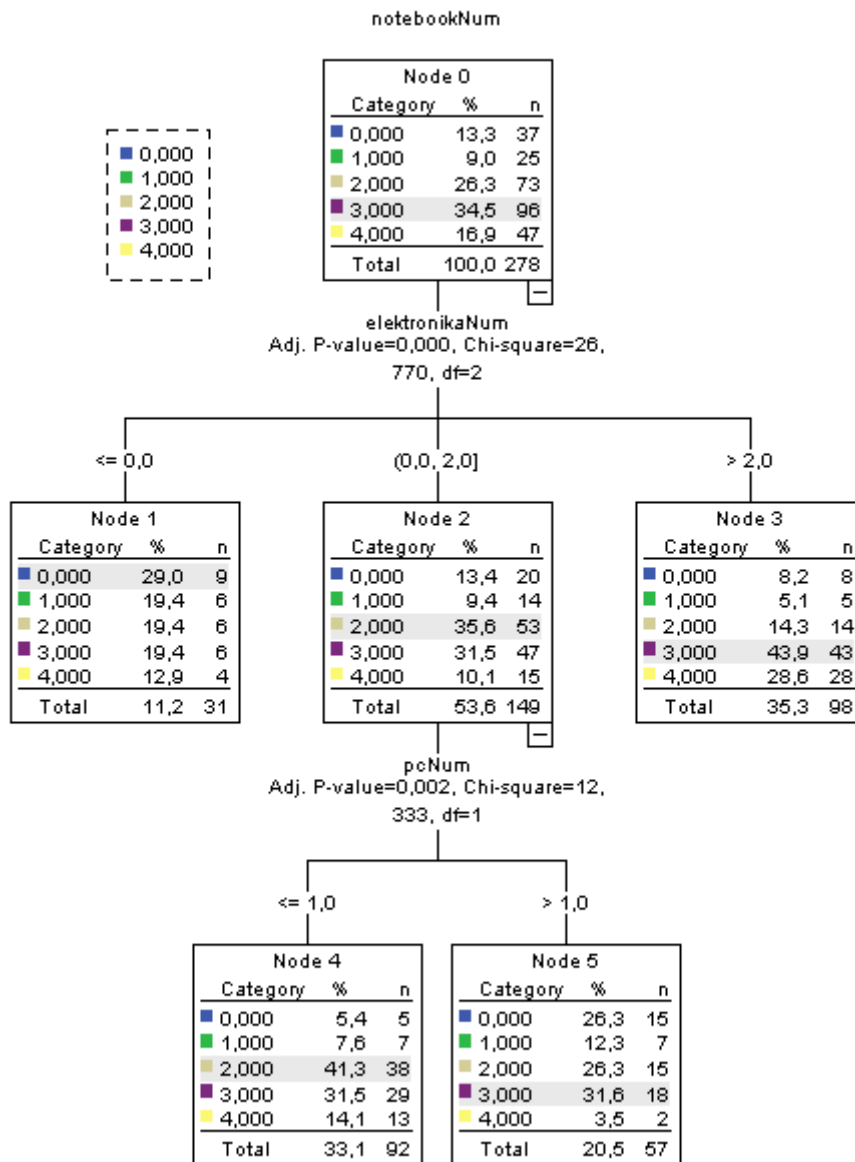 notebookNum
Node 0
Category % n
0,000 13,3 37
1,000 9,0 25
2,000 26,3 73
3,000 34,5 96
4,000 16,9 47
Total 100,0 278
0,000
1,000
2,000
3,000
4,000
elektronikaNum
Adj. P-value=0,000, Chi-square=26,
770, df=2
<= 0,0
(0,0, 2,0]
> 2,0
Node 1
Category % n
0,000 29,0 9
1,000 19,4 6
2,000 19,4 6
3,000 19,4 6
4,000 12,9 4
Total 11,2 31
Node 2
Category % n
0,000 13,4 20
1,000 9,4 14
2,000 35,6 53
3,000 31,5 47
4,000 10,1 15
Total 53,6 149
Node 3
Category % n
0,000 8,2 8
1,000 5,1 5
2,000 14,3 14
3,000 43,9 43
4,000 28,6 28
Total 35,3 98
pcNum
Adj. P-value=0,002, Chi-square=12,
333, df=1
<= 1,0
> 1,0
Node 4
Category % n
0,000 5,4 5
1,000 7,6 7
2,000 41,3 38
3,000 31,5 29
4,000 14,1 13
Total 33,1 92
Node 5
Category % n
0,000 26,3 15
1,000 12,3 7
2,000 26,3 15
3,000 31,6 18
4,000 3,5 2
Total 20,5 57